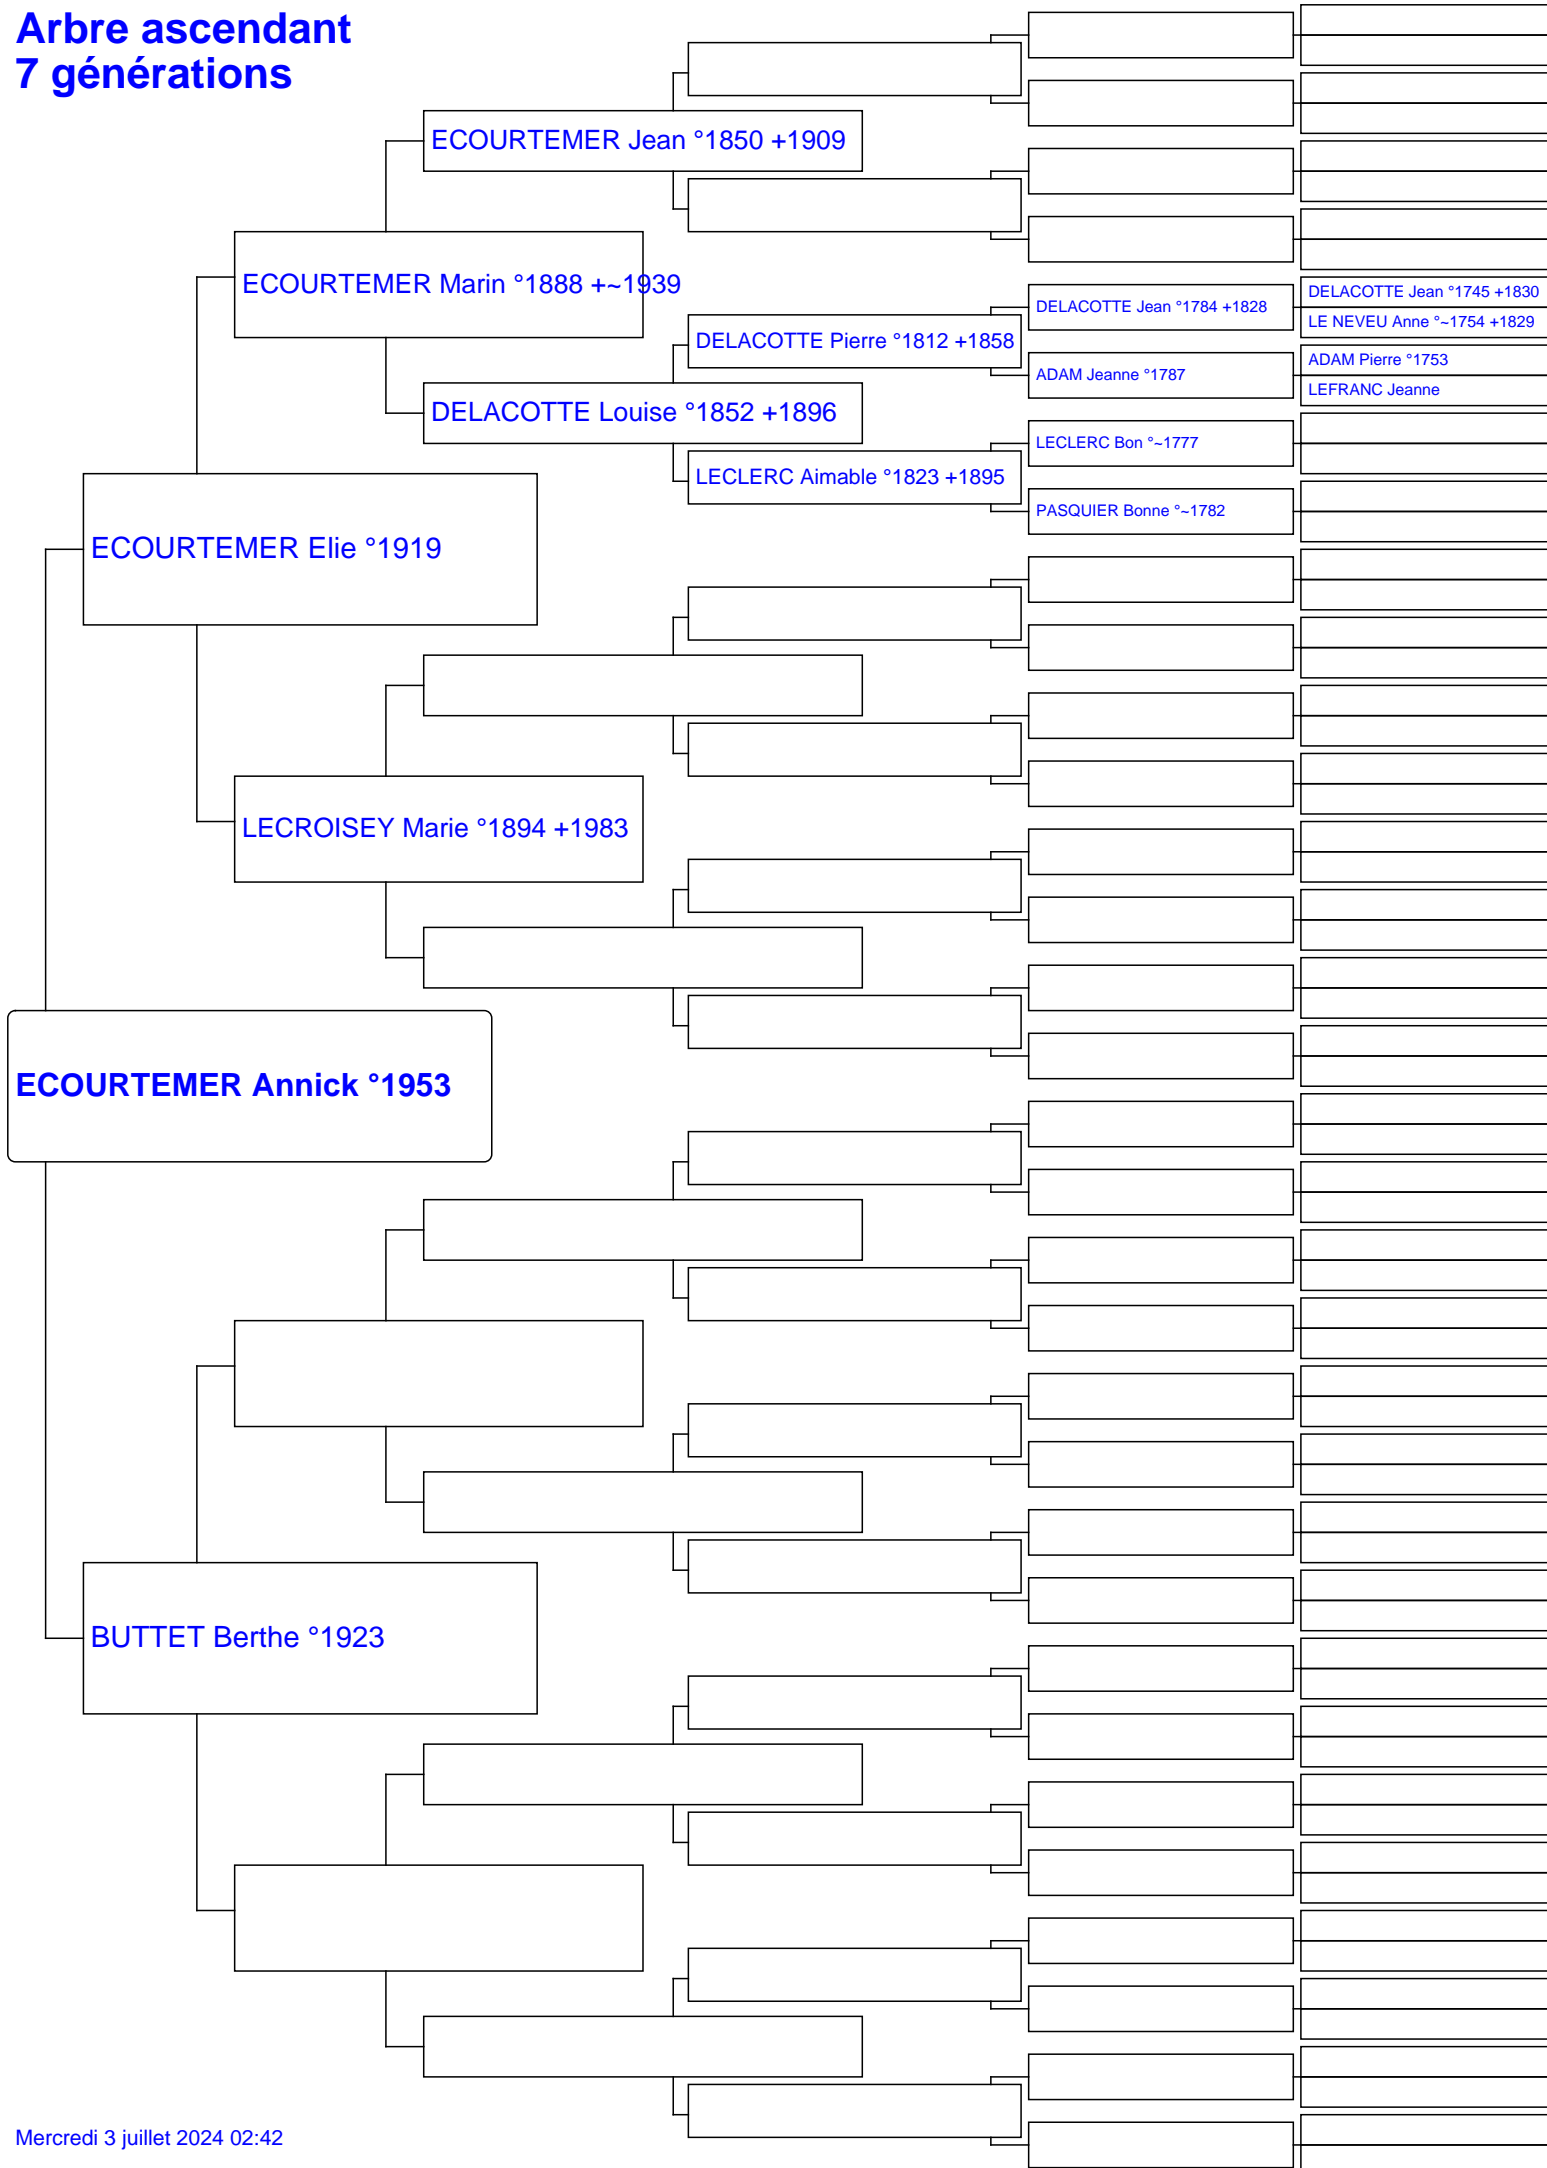 Arbre ascendant
7 générations
ECOURTEMER Jean °1850 +1909
ECOURTEMER Marin °1888 +~1939
DELACOTTE Jean °1784 +1828
DELACOTTE Jean °1745 +1830
LE NEVEU Anne °~1754 +1829
DELACOTTE Pierre °1812 +1858
ADAM Jeanne °1787
ADAM Pierre °1753
LEFRANC Jeanne
DELACOTTE Louise °1852 +1896
LECLERC Bon °~1777
LECLERC Aimable °1823 +1895
PASQUIER Bonne °~1782
ECOURTEMER Elie °1919
LECROISEY Marie °1894 +1983
ECOURTEMER Annick °1953
BUTTET Berthe °1923
Mercredi 3 juillet 2024 02:42